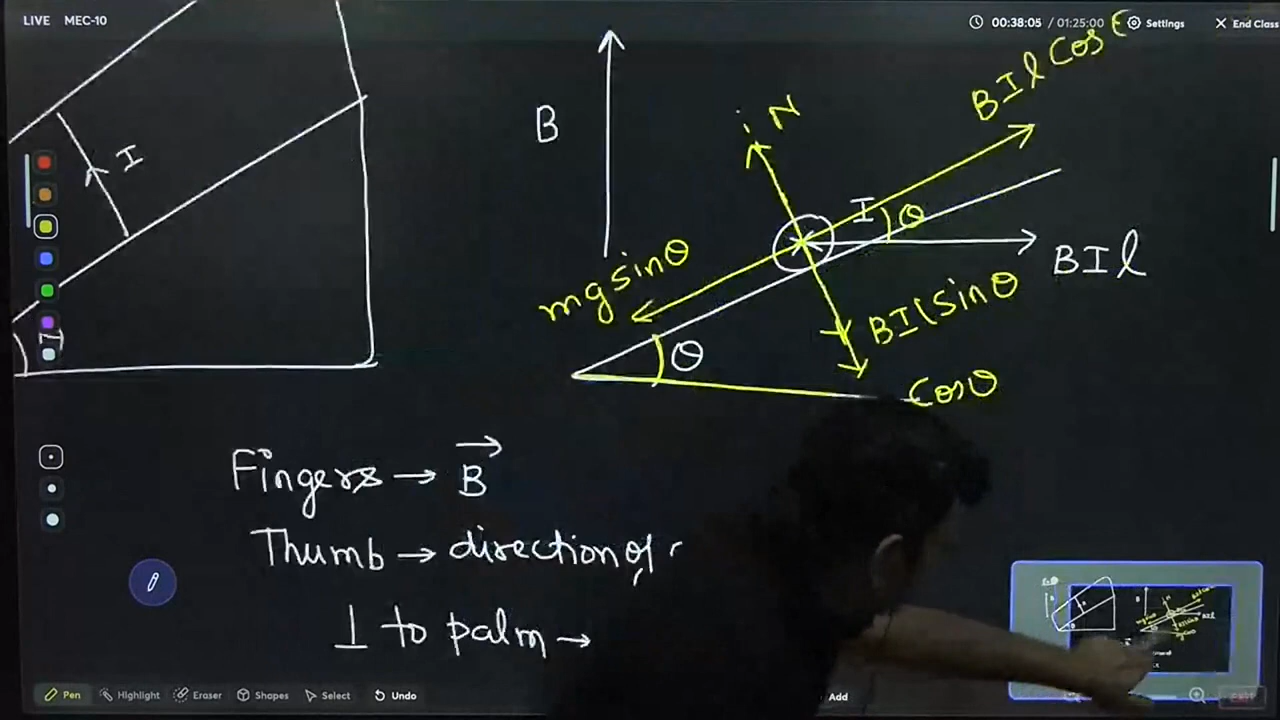 LIVE MEC-10
00:38:05 / 01:25:00 Settings End Class
I
B
N
BIl cos
I θ
BIl
mg sinθ
BIl sinθ
θ
cosθ
Fingers → B
Thumb → direction of
⊥ to palm →
Pen Highlight Eraser Shapes Select Undo Add Exit